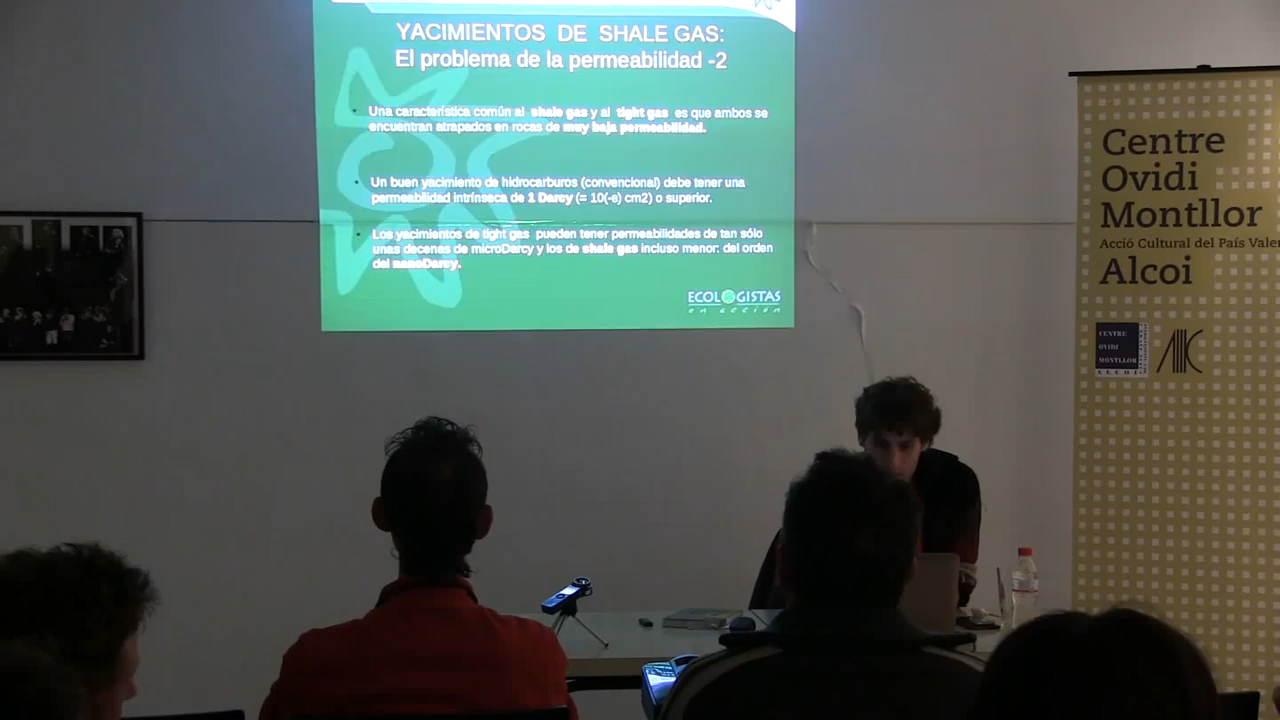 YACIMIENTOS DE SHALE GAS:
El problema de la permeabilidad -2
Una característica común al shale gas y al tight gas es que ambos se
encuentran atrapados en rocas de muy baja permeabilidad.
Un buen yacimiento de hidrocarburos (convencional) debe tener una
permeabilidad intrínseca de 1 Darcy (= 10(-e) cm2) o superior.
Los yacimientos de tight gas pueden tener permeabilidades de tan sólo
unas decenas de microDarcy y los de shale gas incluso menor: del orden
del nanoDarcy.
ECOLOGISTAS
en acción
Centre
Ovidi
Montllor
Acció Cultural del País Vale
Alcoi
CENTRE
OVIDI
MONTLLOR
ALCOI